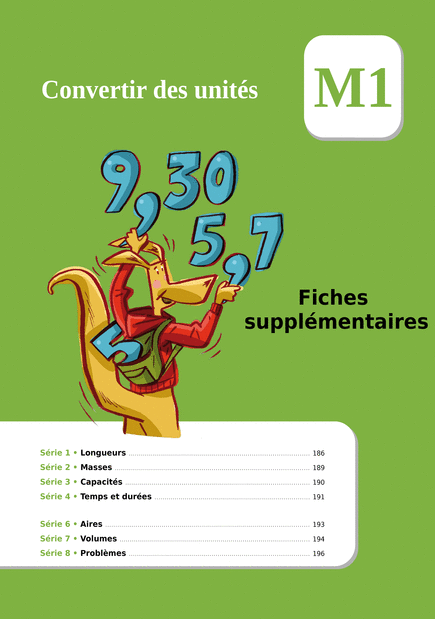 Convertir des unités
M1
9,30
5,7
5
Fiches
supplémentaires
Série 1 • Longueurs 186
Série 2 • Masses 189
Série 3 • Capacités 190
Série 4 • Temps et durées 191
Série 6 • Aires 193
Série 7 • Volumes 194
Série 8 • Problèmes 196